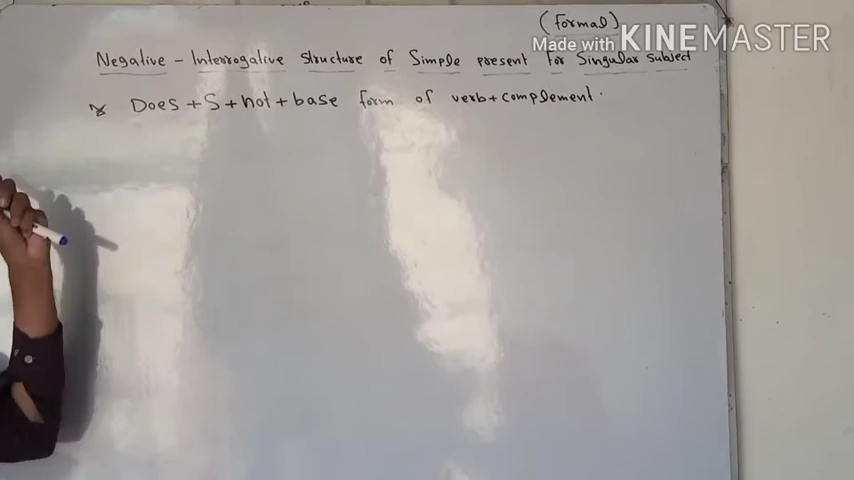 (Formal)
Made with KINEMASTER
Negative - Interrogative structure of Simple present for Singular subject
Does + S + not + base form of verb + complement.